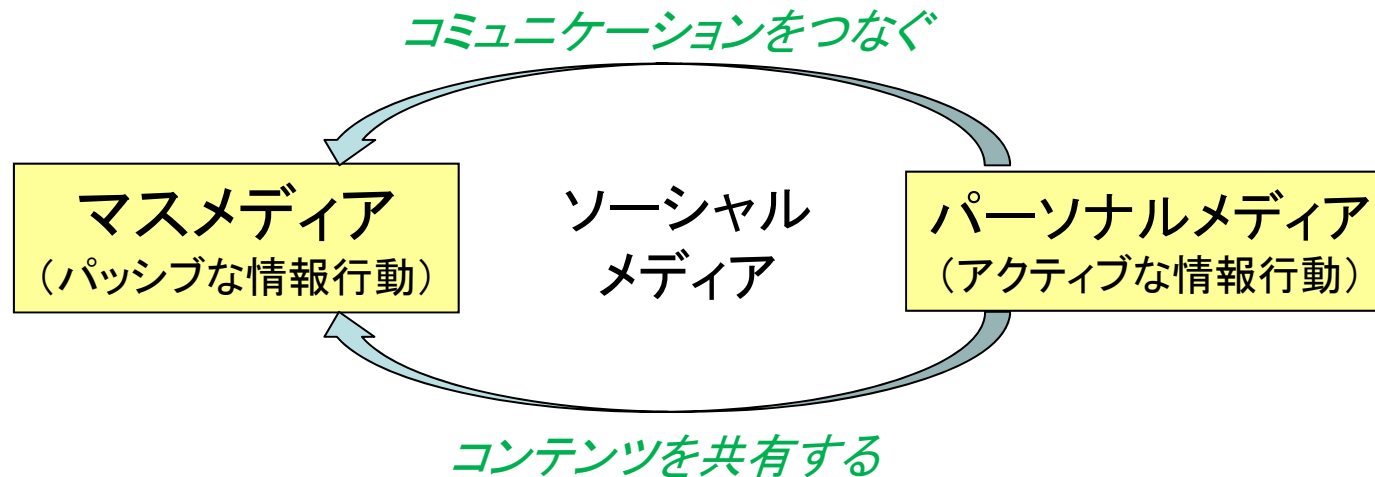 コミュニケーションをつなぐ
マスメディア
（パッシブな情報行動）
ソーシャル
メディア
パーソナルメディア
（アクティブな情報行動）
コンテンツを共有する